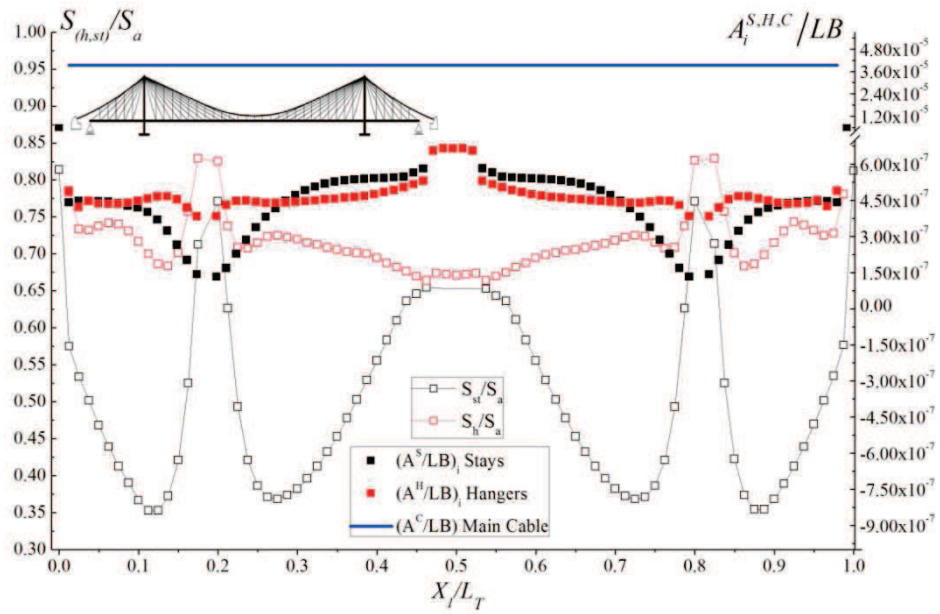 S(h,st)/Sa
Ai^S,H,C/LB
1.00
0.95
0.90
0.85
0.80
0.75
0.70
0.65
0.60
0.55
0.50
0.45
0.40
0.35
0.30
4.80x10^-5
3.60x10^-5
2.40x10^-5
1.20x10^-5
6.00x10^-7
4.50x10^-7
3.00x10^-7
1.50x10^-7
0.00
-1.50x10^-7
-3.00x10^-7
-4.50x10^-7
-6.00x10^-7
-7.50x10^-7
-9.00x10^-7
Sst/Sa
Sh/Sa
(A^S/LB)i Stays
(A^H/LB)i Hangers
(A^C/LB) Main Cable
0.0 0.1 0.2 0.3 0.4 0.5 0.6 0.7 0.8 0.9 1.0
Xl/LT